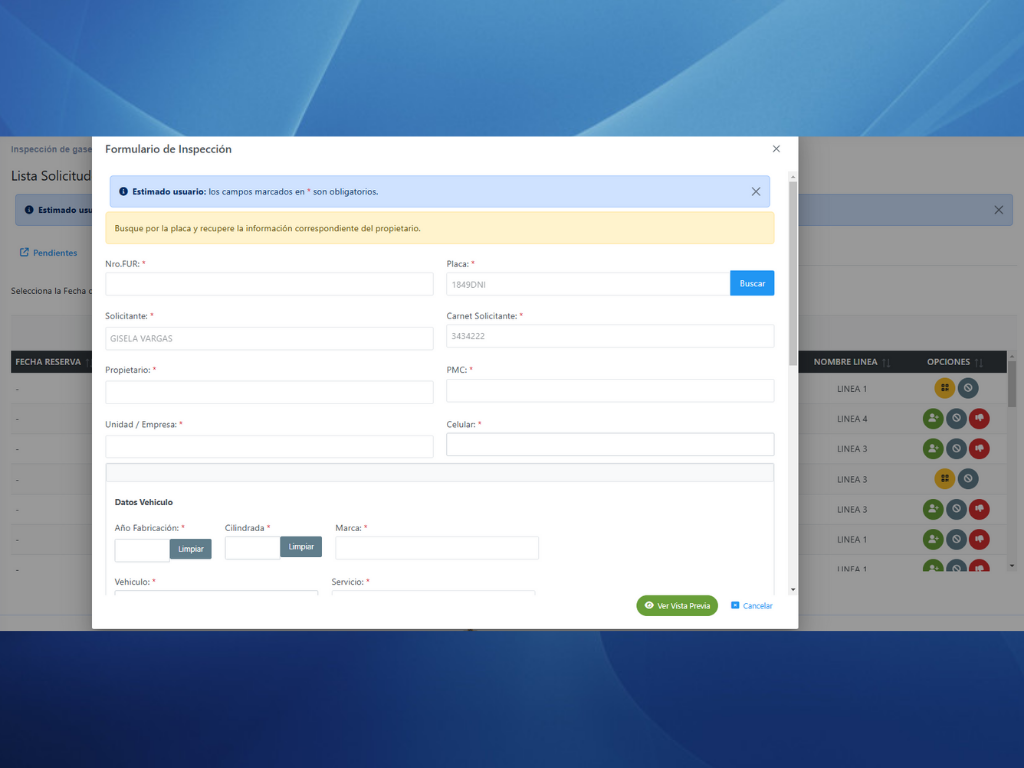 Inspección de gase
Formulario de Inspección
Lista Solicitud
Estimado usuario: los campos marcados en * son obligatorios.
Estimado usu
Busque por la placa y recupere la información correspondiente del propietario.
Pendientes
Nro.FUR: *
Placa: *
1849DNI
Buscar
Selecciona la Fecha
Solicitante: *
Carnet Solicitante: *
GISELA VARGAS
3434222
FECHA RESERVA
NOMBRE LINEA
OPCIONES
Propietario: *
PMC: *
-
LINEA 1
-
LINEA 4
Unidad / Empresa: *
Celular: *
-
LINEA 3
-
LINEA 3
Datos Vehiculo
-
LINEA 3
Año Fabricación: *
Cilindrada *
Marca: *
Limpiar
Limpiar
-
LINEA 1
-
LINEA 1
Vehiculo: *
Servicio: *
Ver Vista Previa
Cancelar